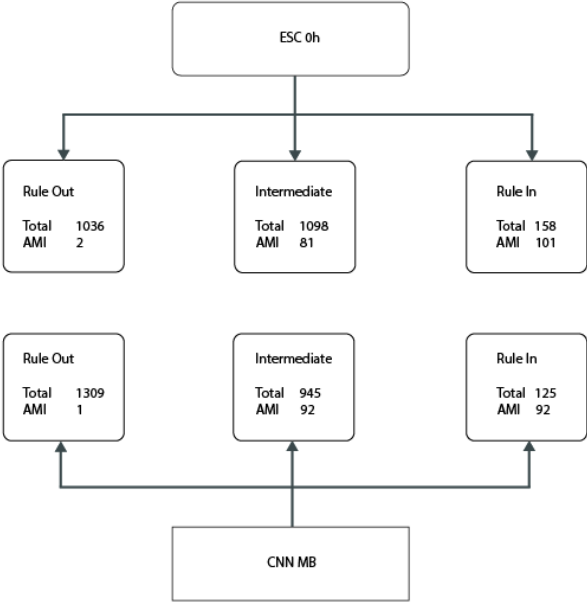 ESC 0h
Rule Out
Total 1036
AMI 2
Intermediate
Total 1098
AMI 81
Rule In
Total 158
AMI 101
Rule Out
Total 1309
AMI 1
Intermediate
Total 945
AMI 92
Rule In
Total 125
AMI 92
CNN MB